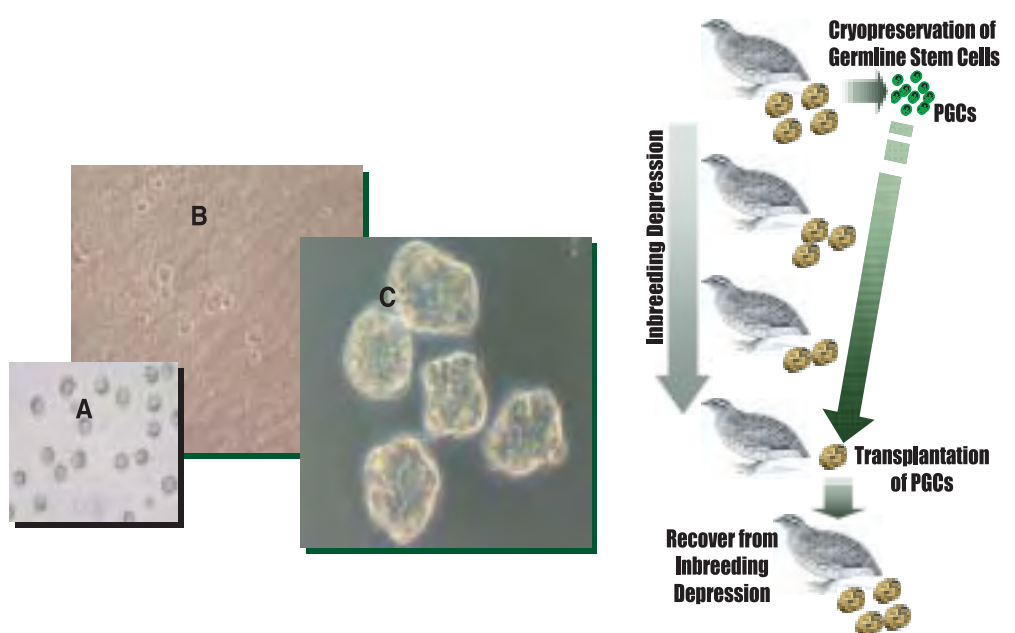 A
B
C
Cryopreservation of
Germline Stem Cells
PGCs
Inbreeding Depression
Transplantation
of PGCs
Recover from
Inbreeding
Depression